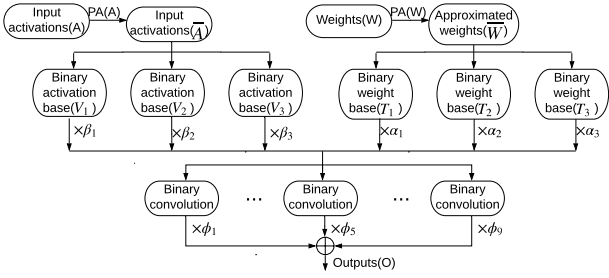 Input
activations(A)
PA(A)
Input
activations(A̅)
Weights(W)
PA(W)
Approximated
weights(W̅)
Binary
activation
base(V₁)
Binary
activation
base(V₂)
Binary
activation
base(V₃)
Binary
weight
base(T₁)
Binary
weight
base(T₂)
Binary
weight
base(T₃)
×β₁
×β₂
×β₃
×α₁
×α₂
×α₃
Binary
convolution
...
Binary
convolution
...
Binary
convolution
×ϕ₁
×ϕ₅
×ϕ₉
Outputs(O)